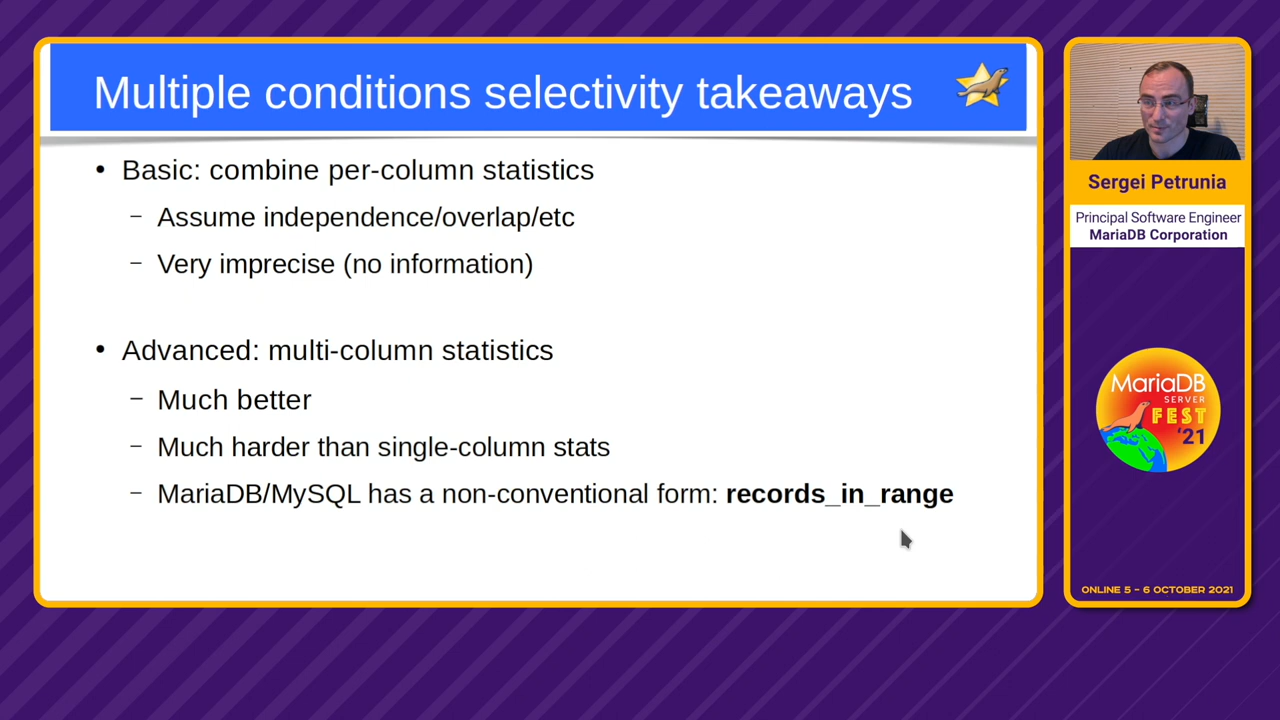 Multiple conditions selectivity takeaways
• Basic: combine per-column statistics
– Assume independence/overlap/etc
– Very imprecise (no information)
• Advanced: multi-column statistics
– Much better
– Much harder than single-column stats
– MariaDB/MySQL has a non-conventional form: records_in_range
Sergei Petrunia
Principal Software Engineer
MariaDB Corporation
MariaDB
SERVER
FEST
'21
ONLINE 5 – 6 OCTOBER 2021